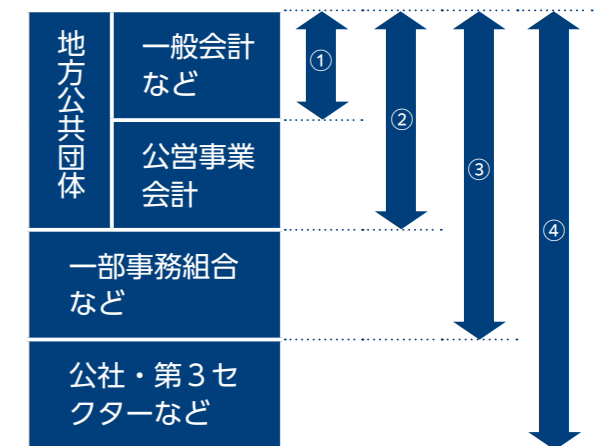 地方公共団体
一般会計
など
公営事業
会計
一部事務組合
など
公社・第３セ
クターなど
①
②
③
④